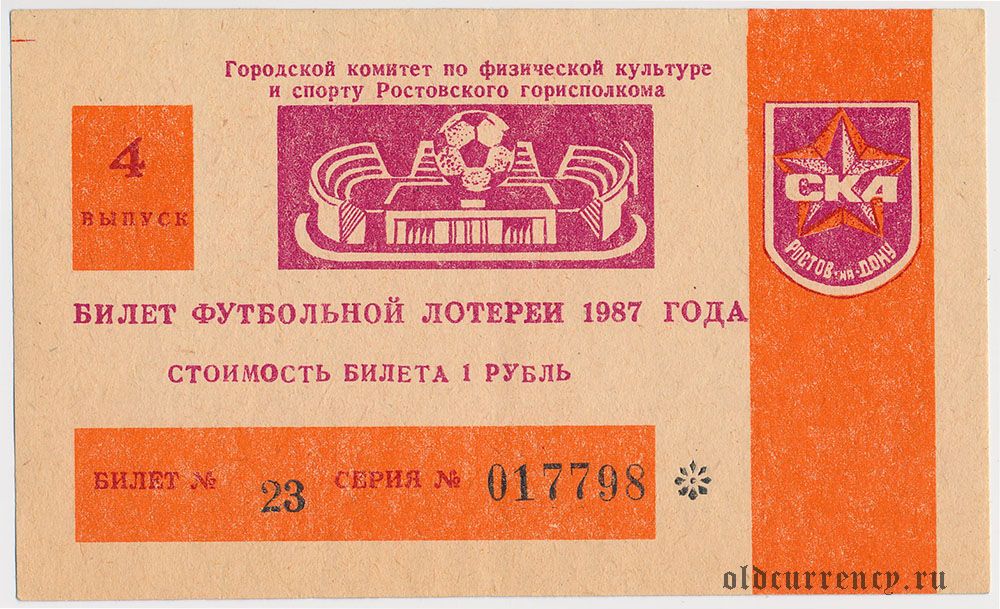 Городской комитет по физической культуре
и спорту Ростовского горисполкома
4
ВЫПУСК
СКА
РОСТОВ-НА-ДОНУ
БИЛЕТ ФУТБОЛЬНОЙ ЛОТЕРЕИ 1987 ГОДА
СТОИМОСТЬ БИЛЕТА 1 РУБЛЬ
БИЛЕТ № 23 СЕРИЯ № 017798
oldcurrency.ru